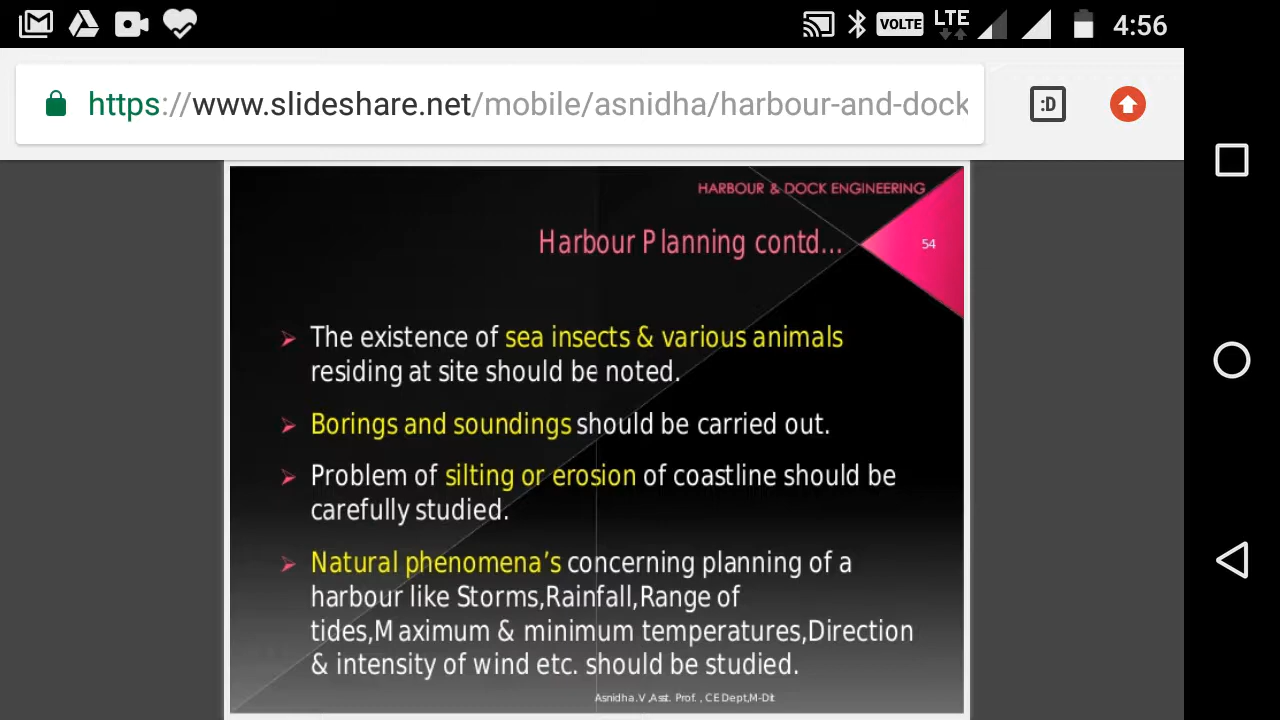 VOLTE LTE 4:56
https://www.slideshare.net/mobile/asnidha/harbour-and-dock
:D
HARBOUR & DOCK ENGINEERING
Harbour Planning contd...
54
➢ The existence of sea insects & various animals
residing at site should be noted.
➢ Borings and soundings should be carried out.
➢ Problem of silting or erosion of coastline should be
carefully studied.
➢ Natural phenomena's concerning planning of a
harbour like Storms,Rainfall,Range of
tides,Maximum & minimum temperatures,Direction
& intensity of wind etc. should be studied.
Asnidha.V,Asst. Prof. , CE Dept,M-Dit